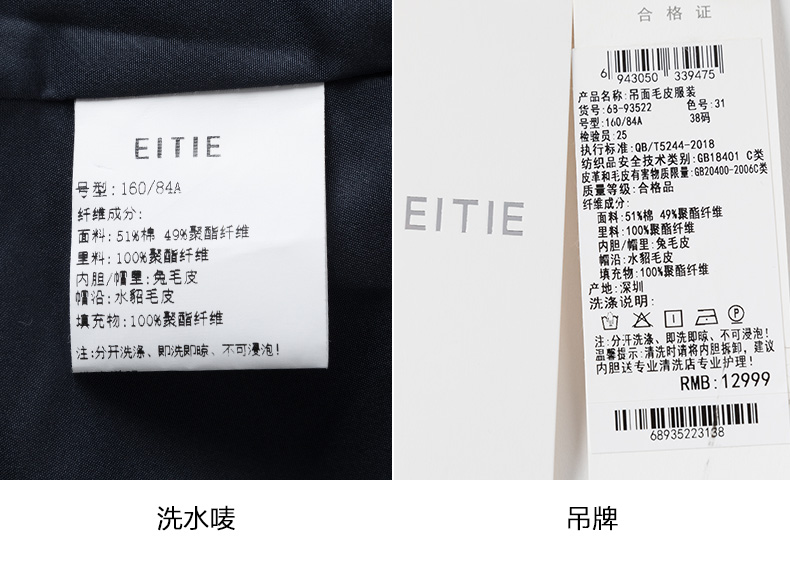 EITIE
号型:160/84A
纤维成分:
面料:51%棉 49%聚酯纤维
里料:100%聚酯纤维
内胆/帽里:兔毛皮
帽沿:水貂毛皮
填充物:100%聚酯纤维
注:分开洗涤、即洗即晾、不可浸泡!
洗水唛
EITIE
合格证
6 943050 339475
产品名称:吊面毛皮服装
货号:6B-93522 色号:31
号型:160/84A 38码
检验员:25
执行标准:QB/T5244-2018
纺织品安全技术类别:GB18401 C类
皮革和毛皮有害物质限量:GB20400-2006C类
质量等级:合格品
纤维成分:
面料:51%棉 49%聚酯纤维
里料:100%聚酯纤维
内胆/帽里:兔毛皮
帽沿:水貂毛皮
填充物:100%聚酯纤维
产地:深圳
洗涤说明:
注:分开洗涤、即洗即晾、不可浸泡!
温馨提示:清洗时请将内胆拆卸,建议
内胆送专业清洗店专业护理!
RMB:12999
68935223138
吊牌